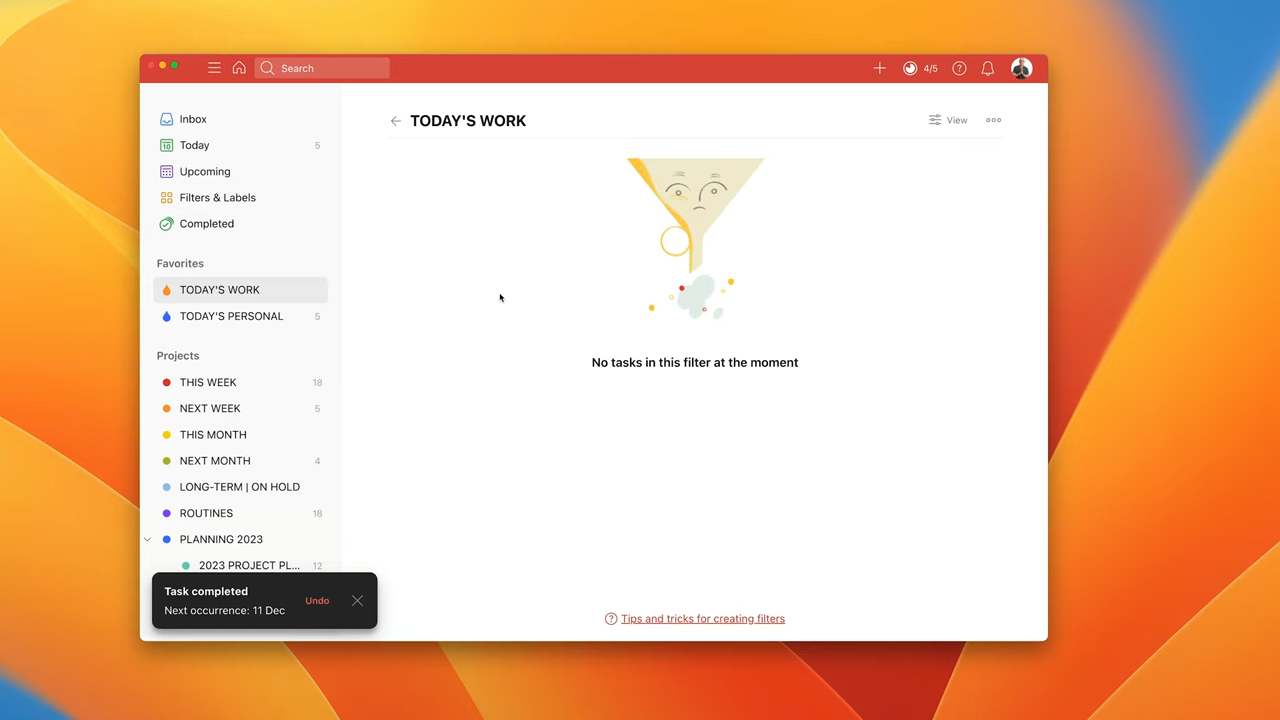 Search
4/5
Inbox
10
Today 5
Upcoming
Filters & Labels
Completed
Favorites
TODAY'S WORK
TODAY'S PERSONAL 5
Projects
THIS WEEK 18
NEXT WEEK 5
THIS MONTH
NEXT MONTH 4
LONG-TERM | ON HOLD
ROUTINES 18
PLANNING 2023
2023 PROJECT PL... 12
Task completed
Next occurrence: 11 Dec
Undo
TODAY'S WORK
View
No tasks in this filter at the moment
Tips and tricks for creating filters